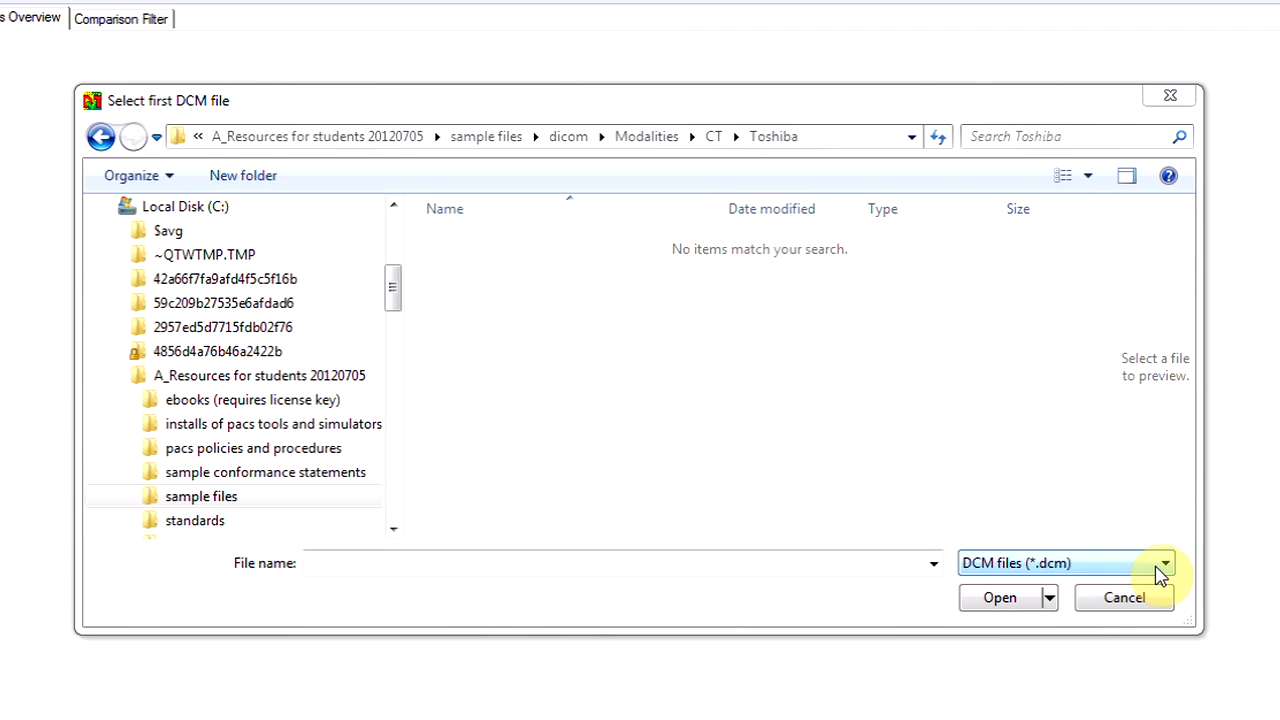 s Overview
Comparison Filter
Select first DCM file
« A_Resources for students 20120705 sample files dicom Modalities CT Toshiba
Search Toshiba
Organize New folder
Local Disk (C:)
$avg
~QTWTMP.TMP
42a66f7fa9afd4f5c5f16b
59c209b27535e6afdad6
2957ed5d7715fdb02f76
4856d4a76b46a2422b
A_Resources for students 20120705
ebooks (requires license key)
installs of pacs tools and simulators
pacs policies and procedures
sample conformance statements
sample files
standards
Name Date modified Type Size
No items match your search.
Select a file
to preview.
File name:
DCM files (*.dcm)
Open Cancel